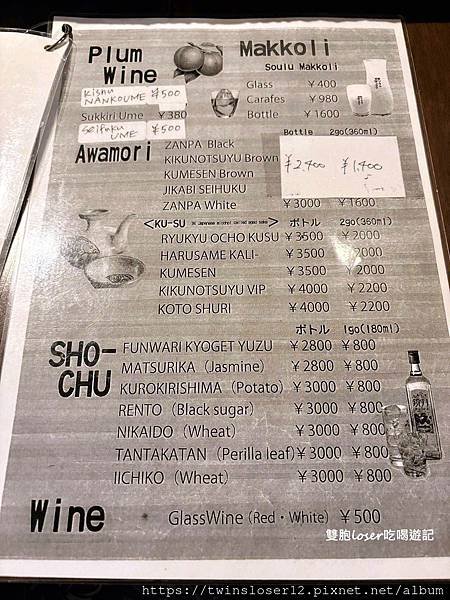 Plum Wine
Kishu NANKOUME ¥500
Sukkiri Ume ¥380
Seifuku UME ¥500
Makkoli
Soulu Makkoli
Glass ¥400
Carafes ¥980
Bottle ¥1600
Awamori
Bottle 2go(360ml)
ZANPA Black
KIKUNOTSUYU Brown
KUMESEN Brown
JIKABI SEIHUKU
¥2,400 ¥1,400
ZANPA White ¥3000 ¥1600
<KU-SU ボトル 2go(360ml)
RYUKYU OCHO KUSU ¥3500 ¥2000
HARUSAME KALI- ¥3500 ¥2000
KUMESEN ¥3500 ¥2000
KIKUNOTSUYU VIP ¥4000 ¥2200
KOTO SHURI ¥4000 ¥2200
SHO-CHU
ボトル 1go(180ml)
FUNWARI KYOGET YUZU ¥2800 ¥800
MATSURIKA (Jasmine) ¥2800 ¥800
KUROKIRISHIMA (Potato) ¥3000 ¥800
RENTO (Black sugar) ¥3000 ¥800
NIKAIDO (Wheat) ¥3000 ¥800
TANTAKATAN (Perilla leaf) ¥3000 ¥800
IICHIKO (Wheat) ¥3000 ¥800
Wine
GlassWine (Red・White) ¥500
雙胞loser吃喝遊記
https://twinsloser12.pixnet.net/album